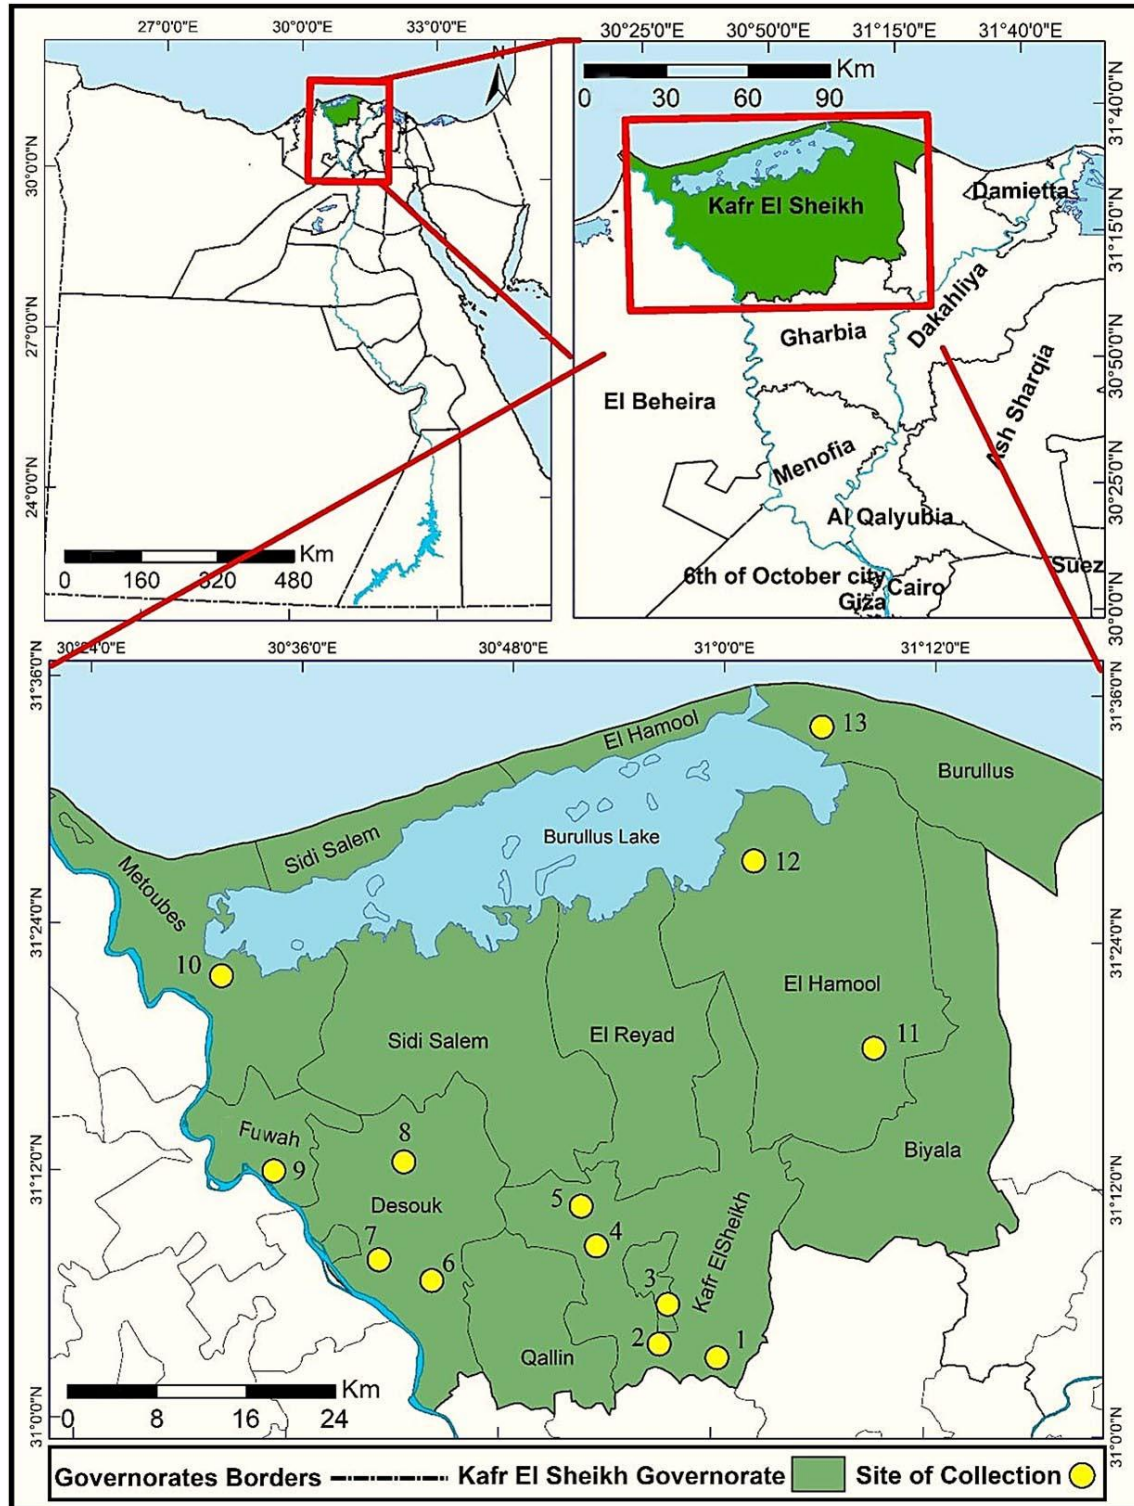 27°0'0"E 30°0'0"E 33°0'0"E
N
30°0'0"N
27°0'0"N
24°0'0"N
Km
0 160 320 480
30°25'0"E 30°50'0"E 31°15'0"E 31°40'0"E
Km
0 30 60 90
31°40'0"N
31°15'0"N
30°50'0"N
30°25'0"N
30°0'0"N
Damietta
Kafr El Sheikh
Dakahliya
Gharbia
Ash Sharqia
El Beheira
Menofia
Al Qalyubia
Suez
6th of October city
Cairo
Giza
30°24'0"E 30°36'0"E 30°48'0"E 31°0'0"E 31°12'0"E
31°36'0"N
31°24'0"N
31°12'0"N
31°0'0"N
31°36'0"N
31°24'0"N
31°12'0"N
31°0'0"N
El Hamool
13
Burullus
Burullus Lake
Sidi Salem
12
Metoubes
10
El Hamool
El Reyad
Sidi Salem
11
Fuwah
8
Biyala
9
Desouk
5
4
7
6
3
Kafr ElSheikh
2
1
Qallin
Km
0 8 16 24
Governorates Borders Kafr El Sheikh Governorate Site of Collection